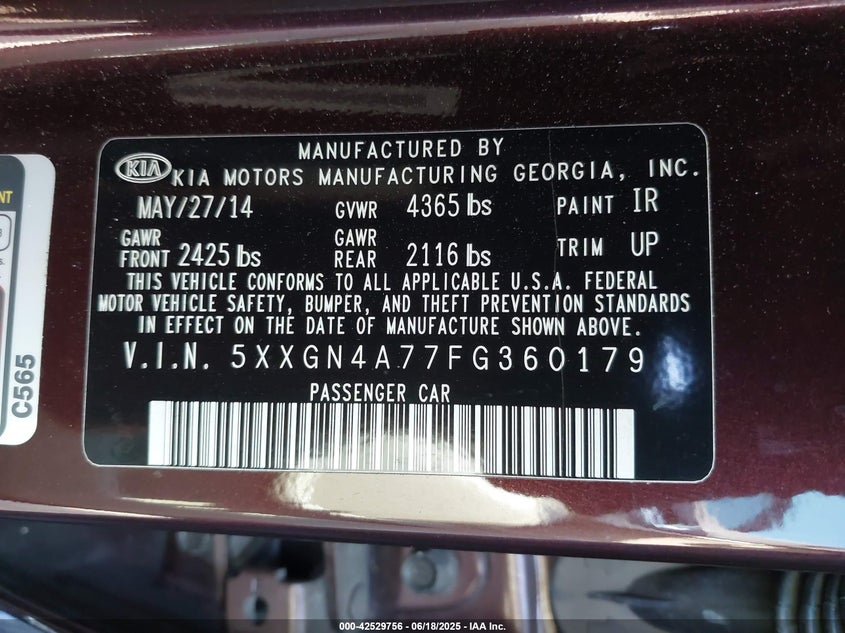 MANUFACTURED BY
KIA KIA MOTORS MANUFACTURING GEORGIA, INC.
MAY/27/14 GVWR 4365 lbs PAINT IR
GAWR FRONT 2425 lbs GAWR REAR 2116 lbs TRIM UP
THIS VEHICLE CONFORMS TO ALL APPLICABLE U.S.A. FEDERAL
MOTOR VEHICLE SAFETY, BUMPER, AND THEFT PREVENTION STANDARDS
IN EFFECT ON THE DATE OF MANUFACTURE SHOWN ABOVE.
V.I.N. 5XXGN4A77FG360179
PASSENGER CAR
C565
000-42529756 - 06/18/2025 - IAA Inc.